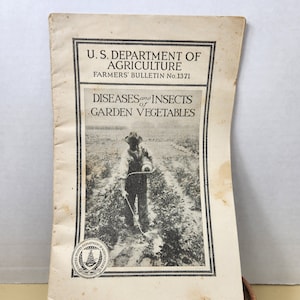 U.S. DEPARTMENT OF
AGRICULTURE
FARMERS' BULLETIN No. 1371
DISEASES and INSECTS
of
GARDEN VEGETABLES